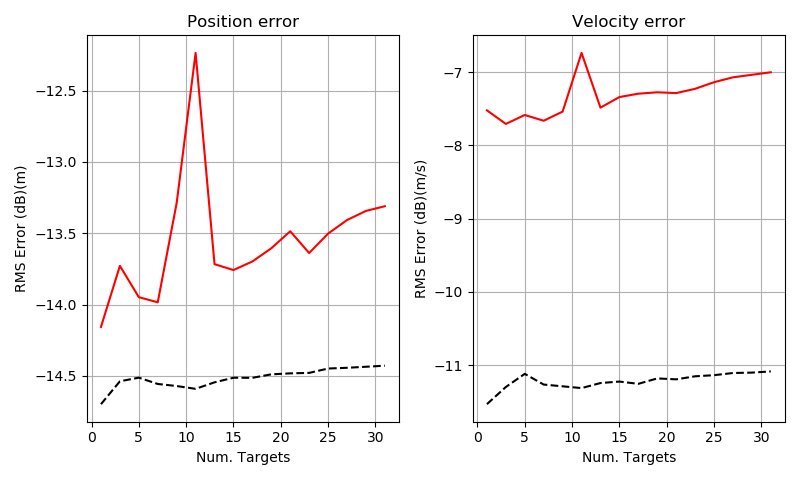 Position error
RMS Error (dB)(m)
−12.5
−13.0
−13.5
−14.0
−14.5
0 5 10 15 20 25 30
Num. Targets
Velocity error
RMS Error (dB)(m/s)
−7
−8
−9
−10
−11
0 5 10 15 20 25 30
Num. Targets